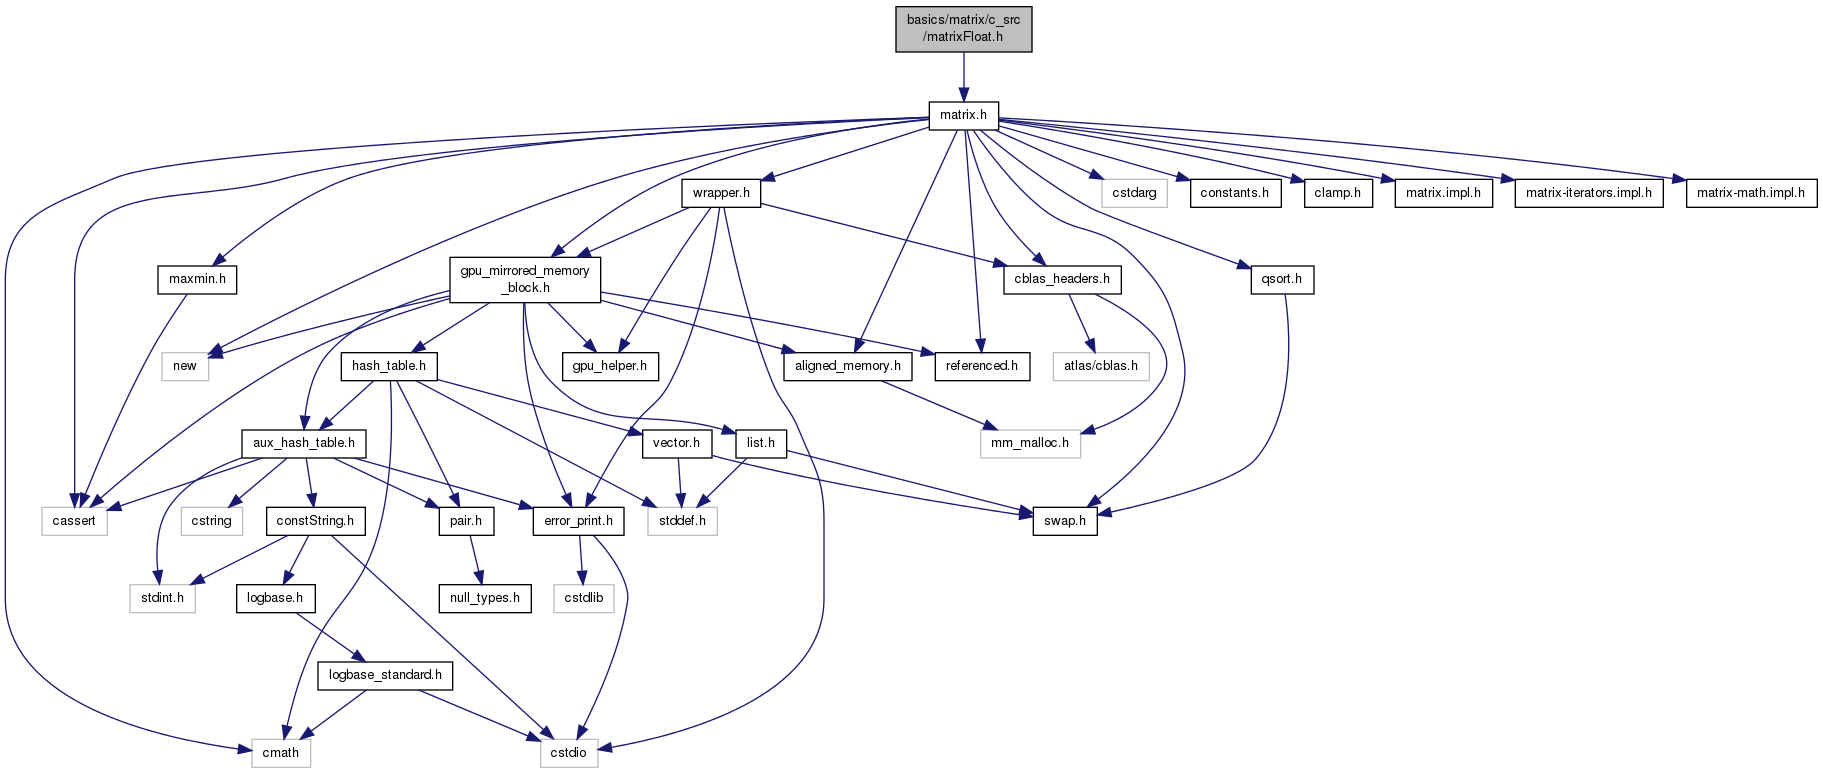 basics/matrix/c_src
/matrixFloat.h
matrix.h
wrapper.h
cstdarg
constants.h
clamp.h
matrix.impl.h
matrix-iterators.impl.h
matrix-math.impl.h
maxmin.h
gpu_mirrored_memory
_block.h
cblas_headers.h
qsort.h
new
hash_table.h
gpu_helper.h
aligned_memory.h
referenced.h
atlas/cblas.h
aux_hash_table.h
vector.h
list.h
mm_malloc.h
cassert
cstring
constString.h
pair.h
error_print.h
stddef.h
swap.h
stdint.h
logbase.h
null_types.h
cstdlib
logbase_standard.h
cmath
cstdio